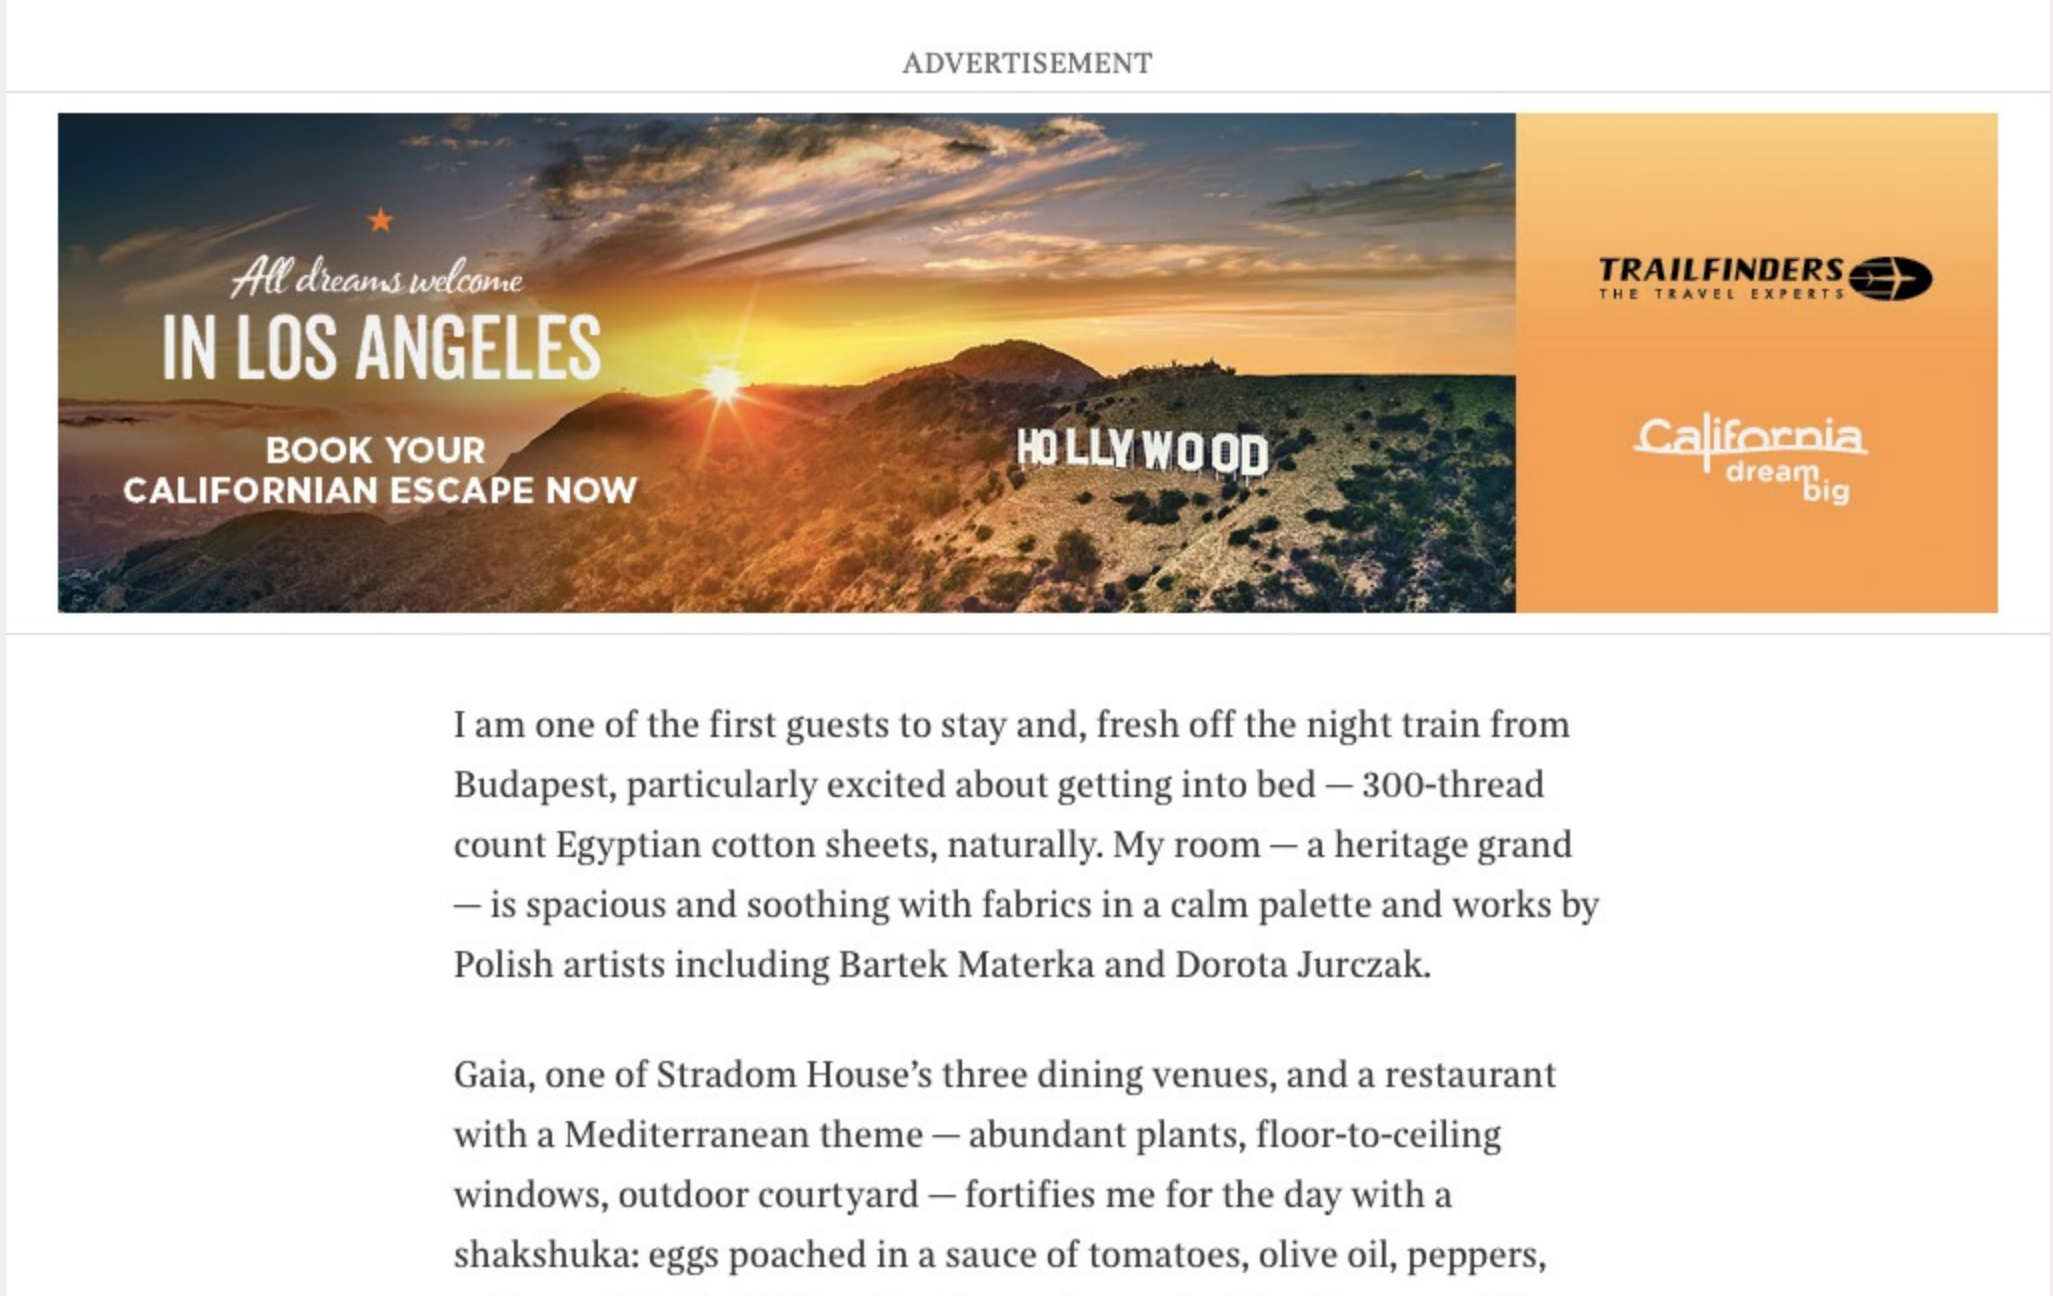 ADVERTISEMENT
All dreams welcome
IN LOS ANGELES
BOOK YOUR
CALIFORNIAN ESCAPE NOW
HOLLYWOOD
TRAILFINDERS
THE TRAVEL EXPERTS
California
dream
big
I am one of the first guests to stay and, fresh off the night train from
Budapest, particularly excited about getting into bed — 300-thread
count Egyptian cotton sheets, naturally. My room — a heritage grand
— is spacious and soothing with fabrics in a calm palette and works by
Polish artists including Bartek Materka and Dorota Jurczak.
Gaia, one of Stradom House’s three dining venues, and a restaurant
with a Mediterranean theme — abundant plants, floor-to-ceiling
windows, outdoor courtyard — fortifies me for the day with a
shakshuka: eggs poached in a sauce of tomatoes, olive oil, peppers,